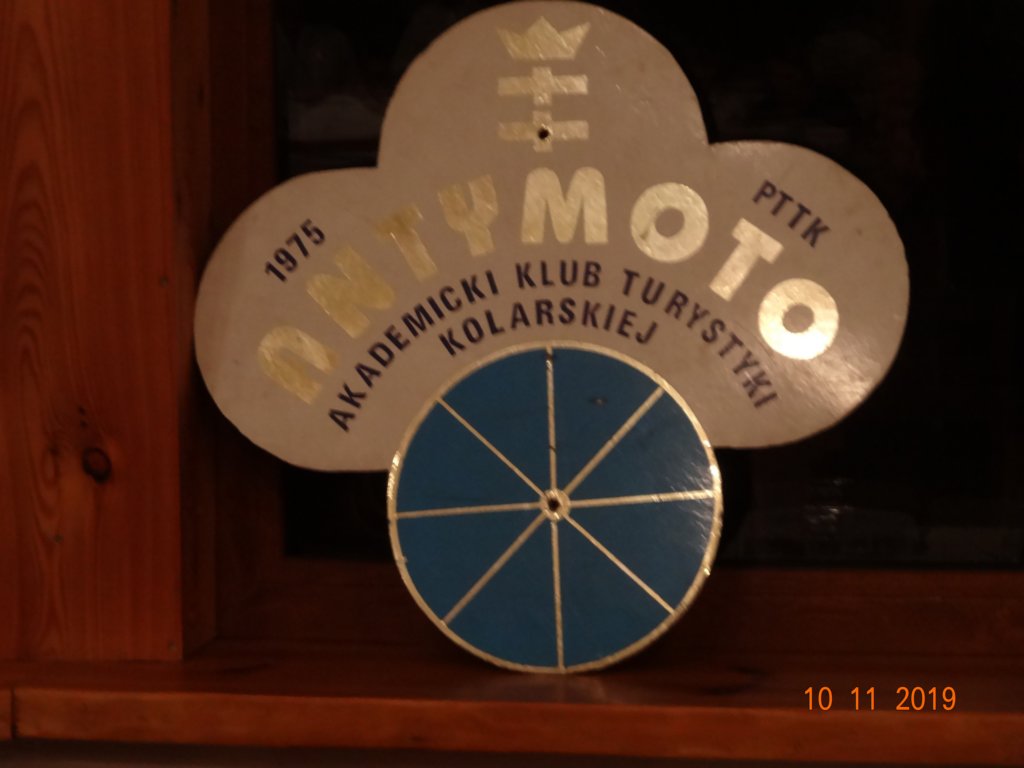 1975
PTTK
ANTYMOTO
AKADEMICKI KLUB TURYSTYKI
KOLARSKIEJ
10 11 2019